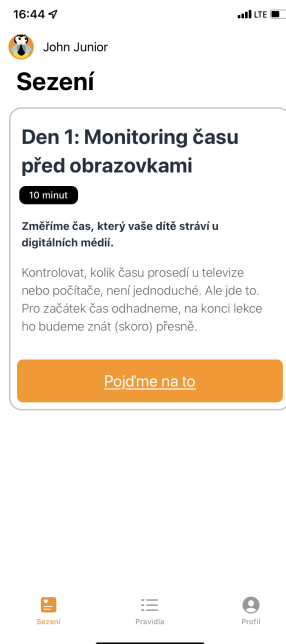 16:44
LTE
John Junior
Sezení
Den 1: Monitoring času
před obrazovkami
10 minut
Změříme čas, který vaše dítě stráví u
digitálních médií.
Kontrolovat, kolik času prosedí u televize
nebo počítače, není jednoduché. Ale jde to.
Pro začátek čas odhadneme, na konci lekce
ho budeme znát (skoro) přesně.
Pojďme na to
Sezení
Pravidla
Profil